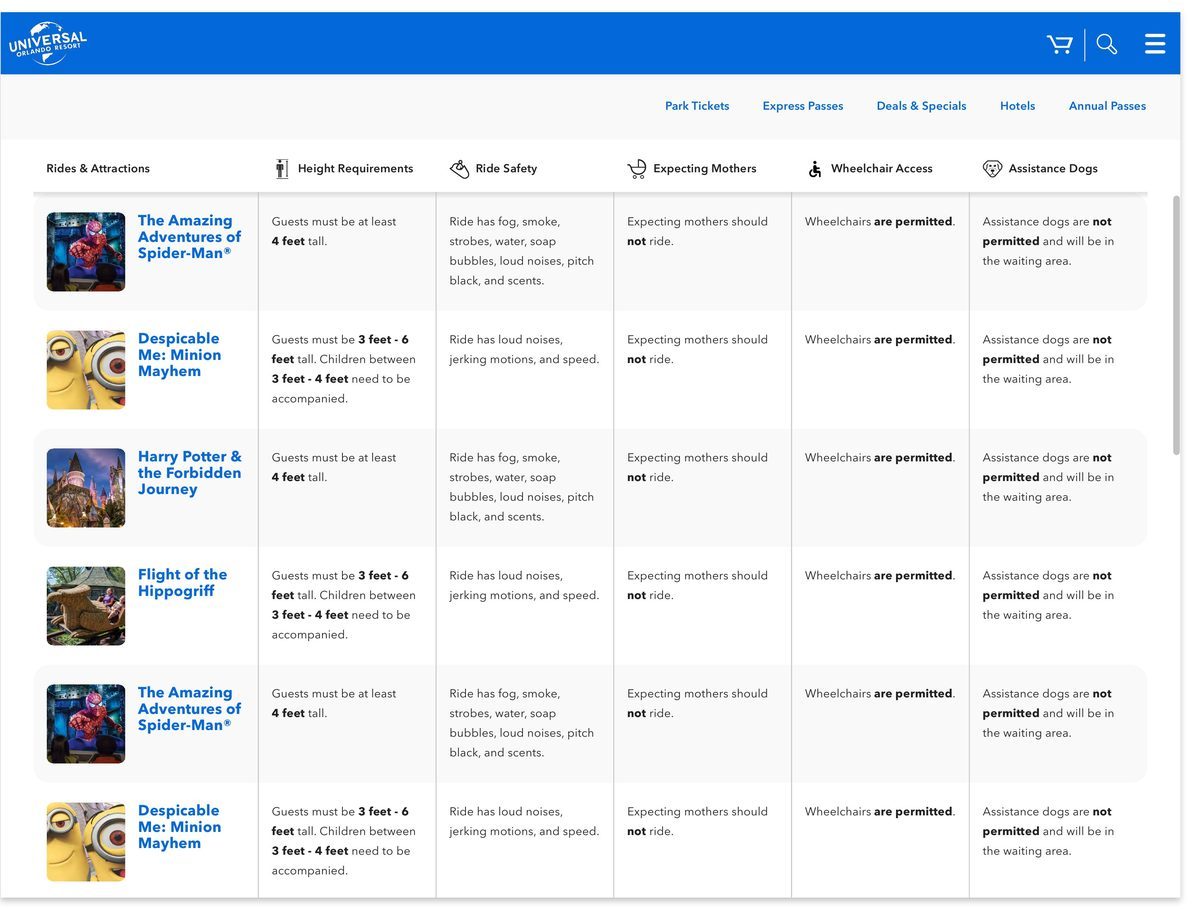 UNIVERSAL
ORLANDO RESORT
Park Tickets
Express Passes
Deals & Specials
Hotels
Annual Passes
Rides & Attractions
Height Requirements
Ride Safety
Expecting Mothers
Wheelchair Access
Assistance Dogs
The Amazing
Adventures of
Spider-Man®
Guests must be at least
4 feet tall.
Ride has fog, smoke,
strobes, water, soap
bubbles, loud noises, pitch
black, and scents.
Expecting mothers should
not ride.
Wheelchairs are permitted.
Assistance dogs are not
permitted and will be in
the waiting area.
Despicable
Me: Minion
Mayhem
Guests must be 3 feet - 6
feet tall. Children between
3 feet - 4 feet need to be
accompanied.
Ride has loud noises,
jerking motions, and speed.
Expecting mothers should
not ride.
Wheelchairs are permitted.
Assistance dogs are not
permitted and will be in
the waiting area.
Harry Potter &
the Forbidden
Journey
Guests must be at least
4 feet tall.
Ride has fog, smoke,
strobes, water, soap
bubbles, loud noises, pitch
black, and scents.
Expecting mothers should
not ride.
Wheelchairs are permitted.
Assistance dogs are not
permitted and will be in
the waiting area.
Flight of the
Hippogriff
Guests must be 3 feet - 6
feet tall. Children between
3 feet - 4 feet need to be
accompanied.
Ride has loud noises,
jerking motions, and speed.
Expecting mothers should
not ride.
Wheelchairs are permitted.
Assistance dogs are not
permitted and will be in
the waiting area.
The Amazing
Adventures of
Spider-Man®
Guests must be at least
4 feet tall.
Ride has fog, smoke,
strobes, water, soap
bubbles, loud noises, pitch
black, and scents.
Expecting mothers should
not ride.
Wheelchairs are permitted.
Assistance dogs are not
permitted and will be in
the waiting area.
Despicable
Me: Minion
Mayhem
Guests must be 3 feet - 6
feet tall. Children between
3 feet - 4 feet need to be
accompanied.
Ride has loud noises,
jerking motions, and speed.
Expecting mothers should
not ride.
Wheelchairs are permitted.
Assistance dogs are not
permitted and will be in
the waiting area.